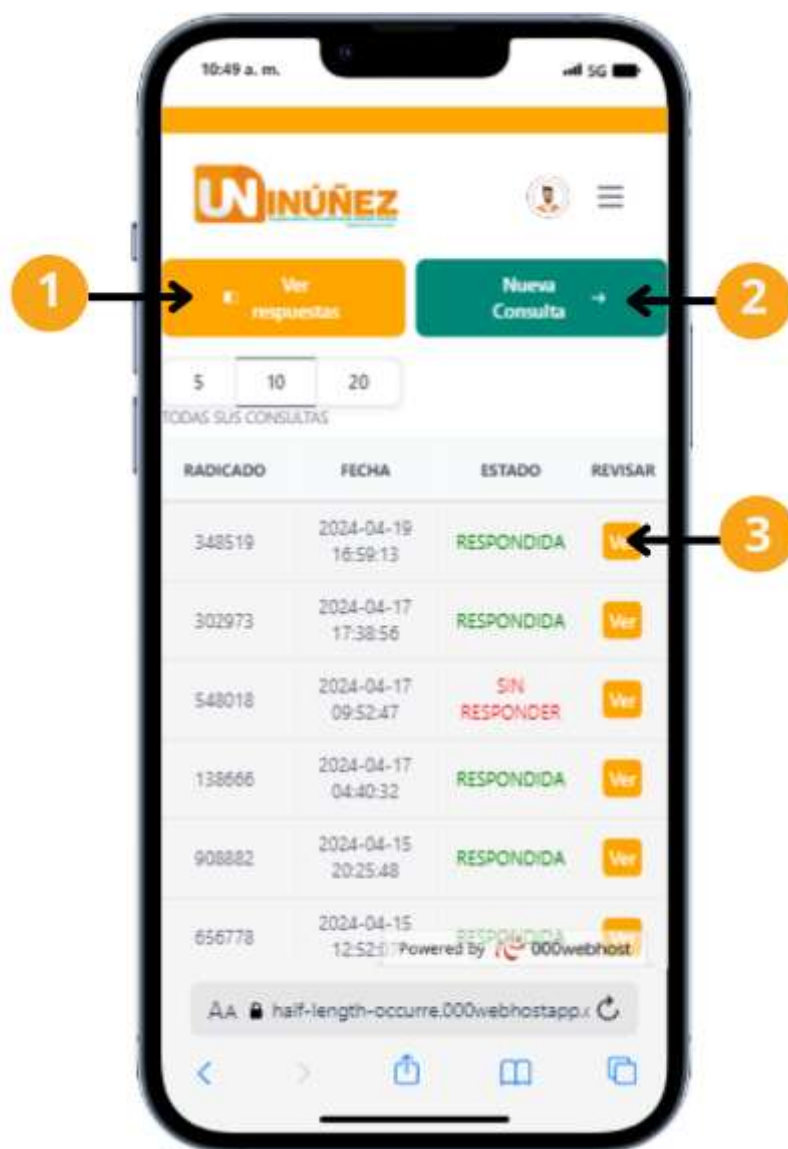 10:49 a. m.
5G
UNINÚÑEZ
1
Ver
respuestas
Nueva
Consulta →
2
5 10 20
TODAS SUS CONSULTAS
RADICADO FECHA ESTADO REVISAR
348519 2024-04-19
16:59:13 RESPONDIDA Ver
3
302973 2024-04-17
17:38:56 RESPONDIDA Ver
548018 2024-04-17
09:52:47 SIN
RESPONDER Ver
138666 2024-04-17
04:40:32 RESPONDIDA Ver
908882 2024-04-15
20:25:48 RESPONDIDA Ver
656778 2024-04-15
12:52:0 RESPONDIDA
Powered by 000webhost
AA half-length-occurre.000webhostapp.c